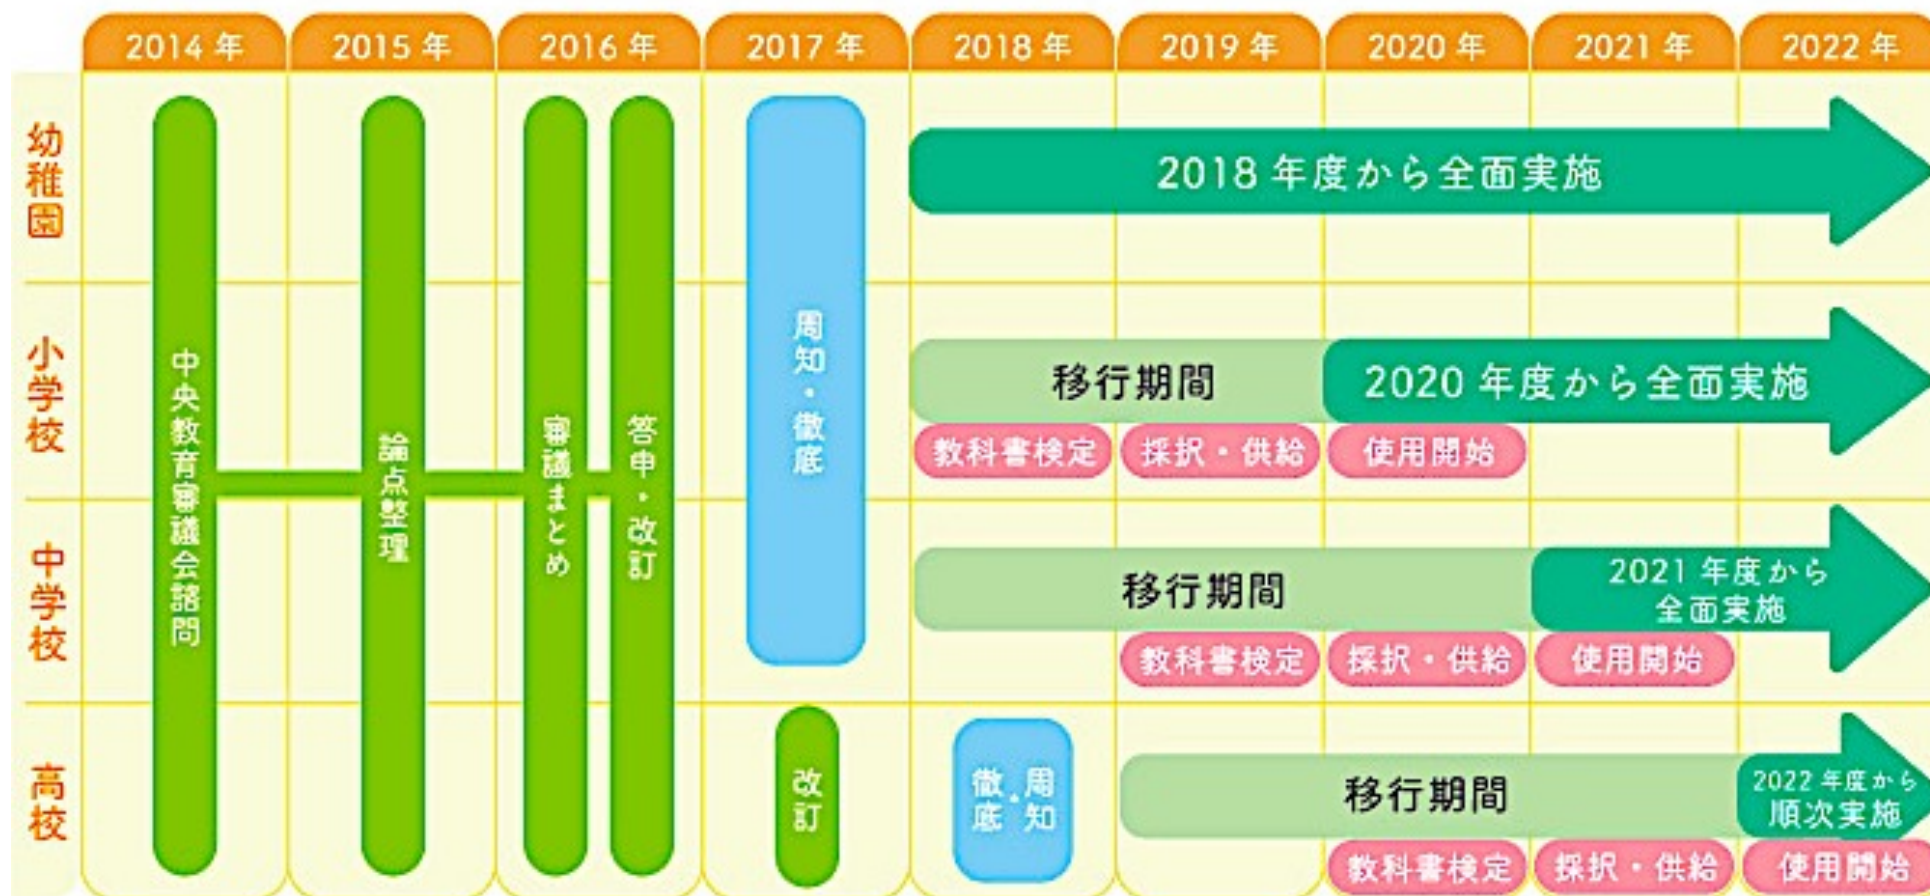 2014年
2015年
2016年
2017年
2018年
2019年
2020年
2021年
2022年
幼稚園
小学校
中学校
高校
中央教育審議会諮問
論点整理
審議まとめ
答申・改訂
周知・徹底
改訂
周知・徹底
2018年度から全面実施
移行期間
2020年度から全面実施
教科書検定
採択・供給
使用開始
移行期間
2021年度から
全面実施
教科書検定
採択・供給
使用開始
移行期間
2022年度から
順次実施
教科書検定
採択・供給
使用開始